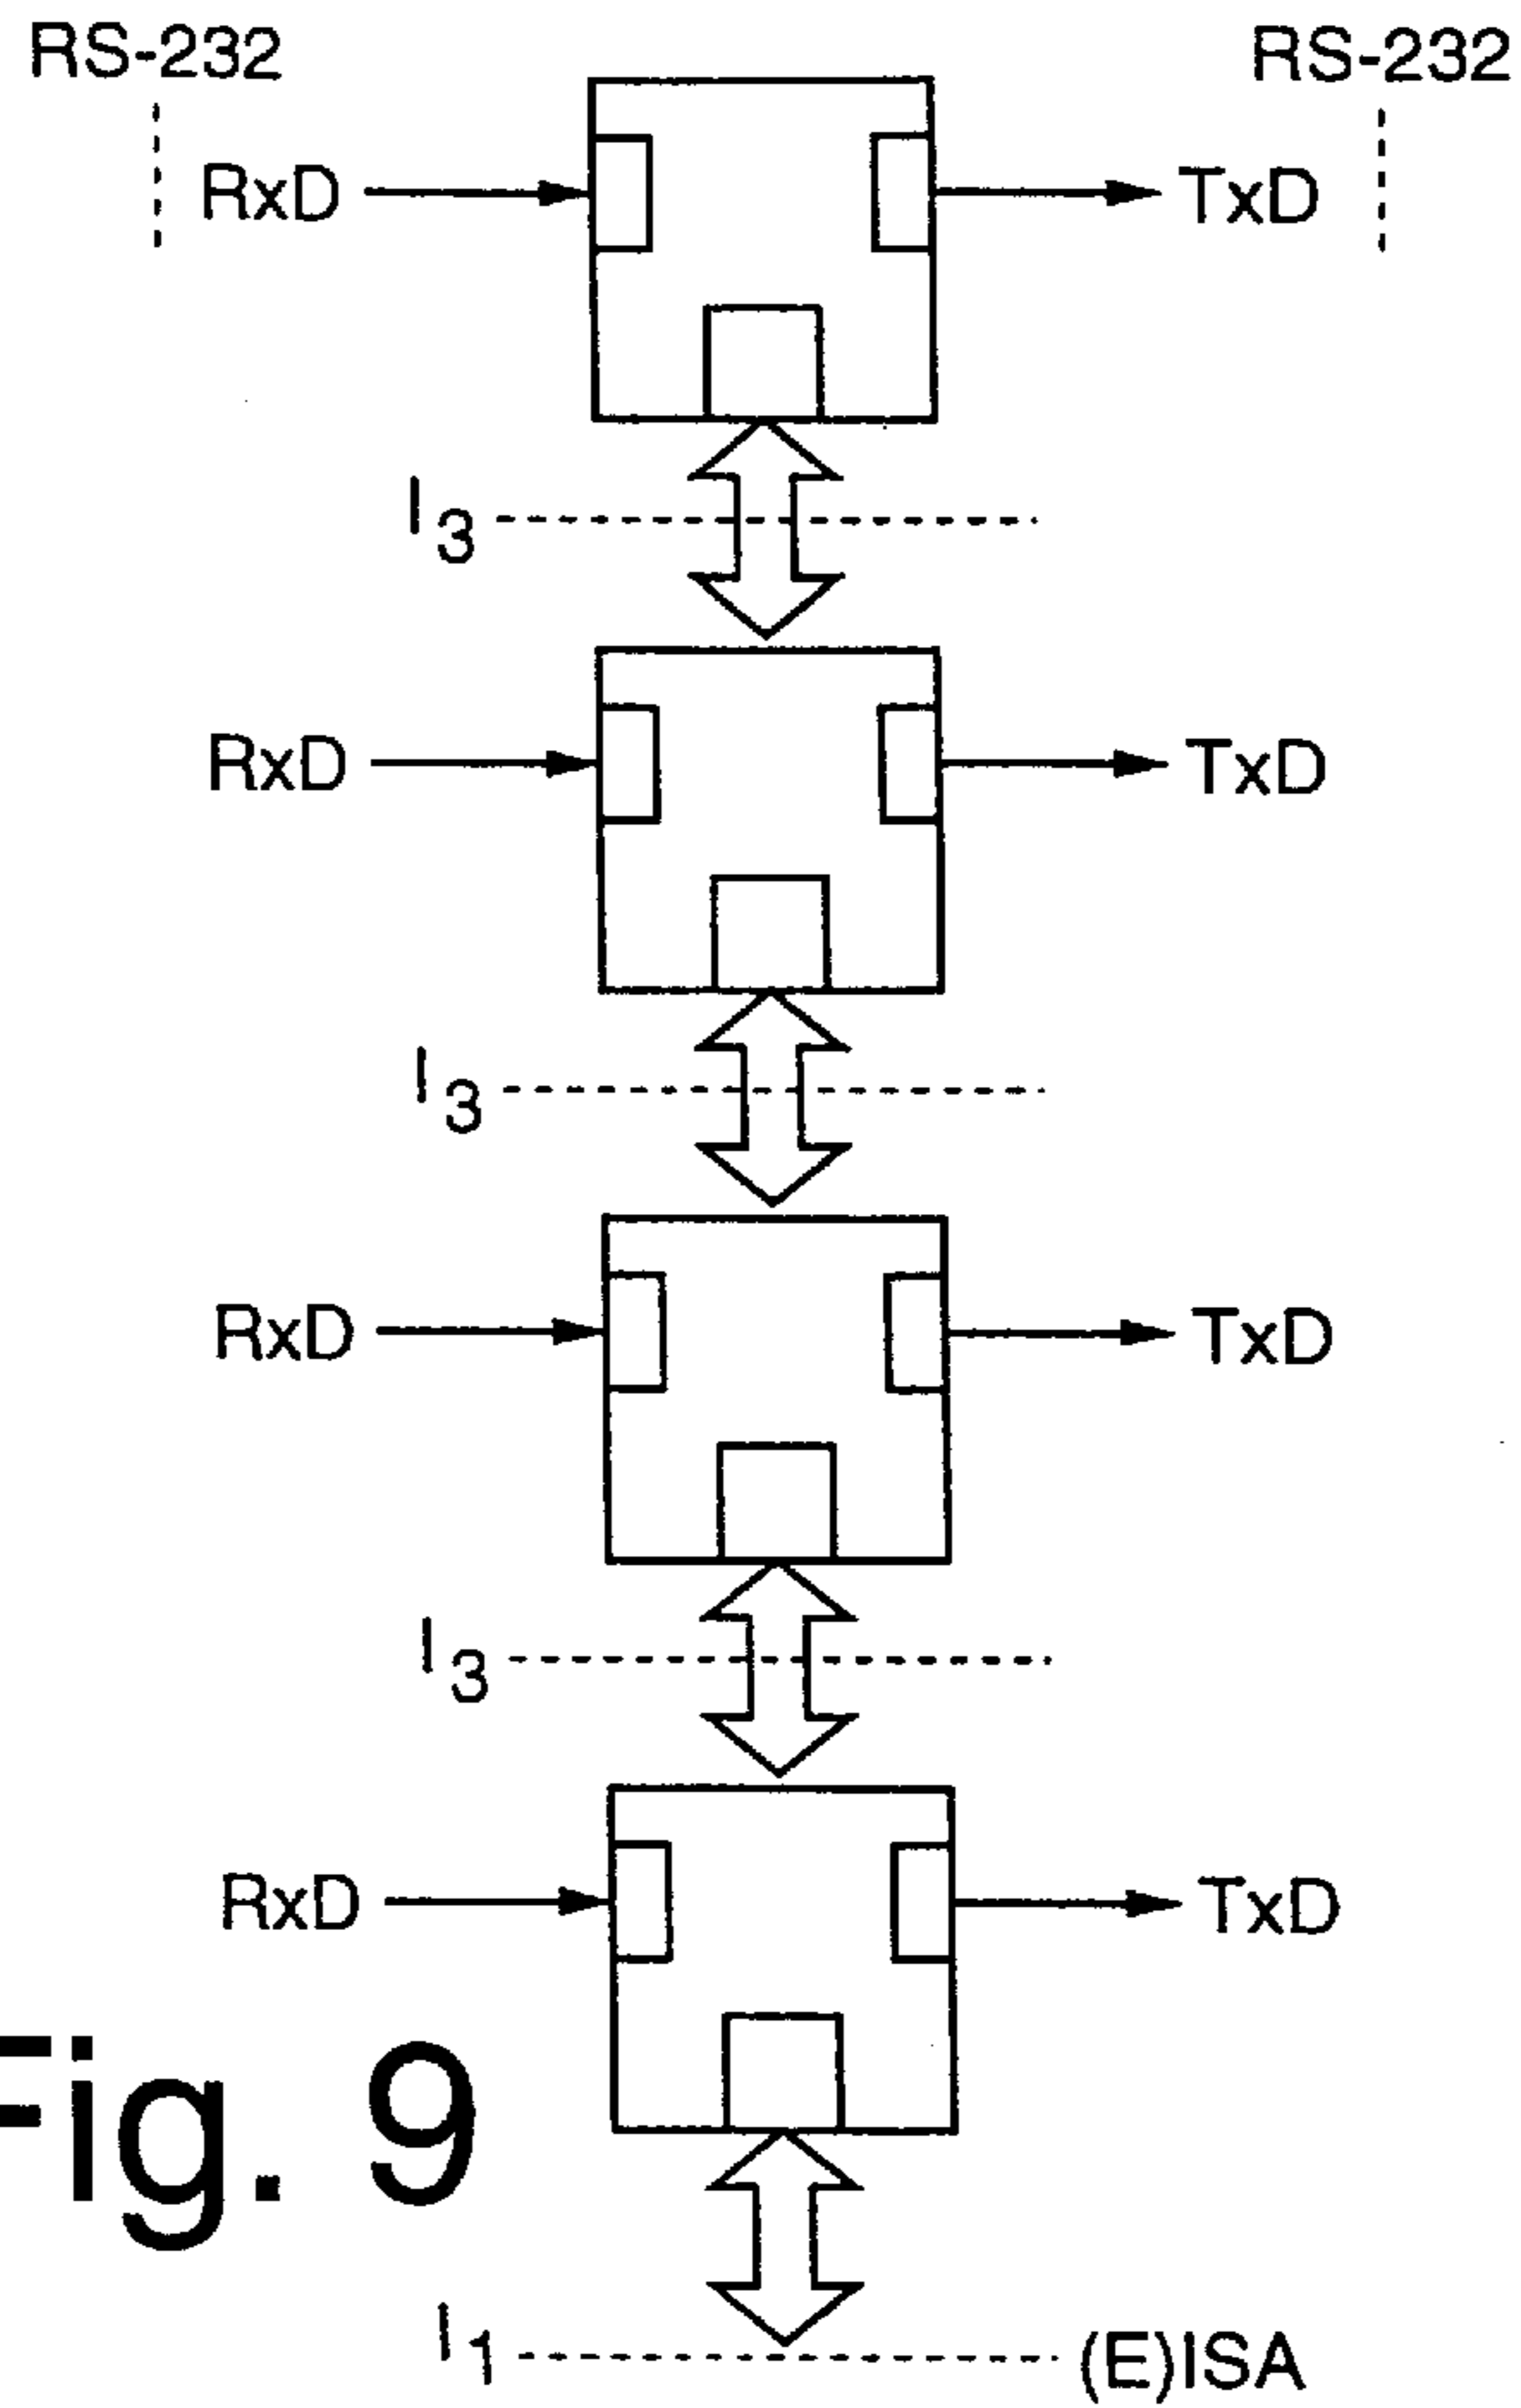 RS-232 RS-232
RxD TxD
I3
RxD TxD
I3
RxD TxD
I3
RxD TxD
Fig. 9
I1 (E)ISA